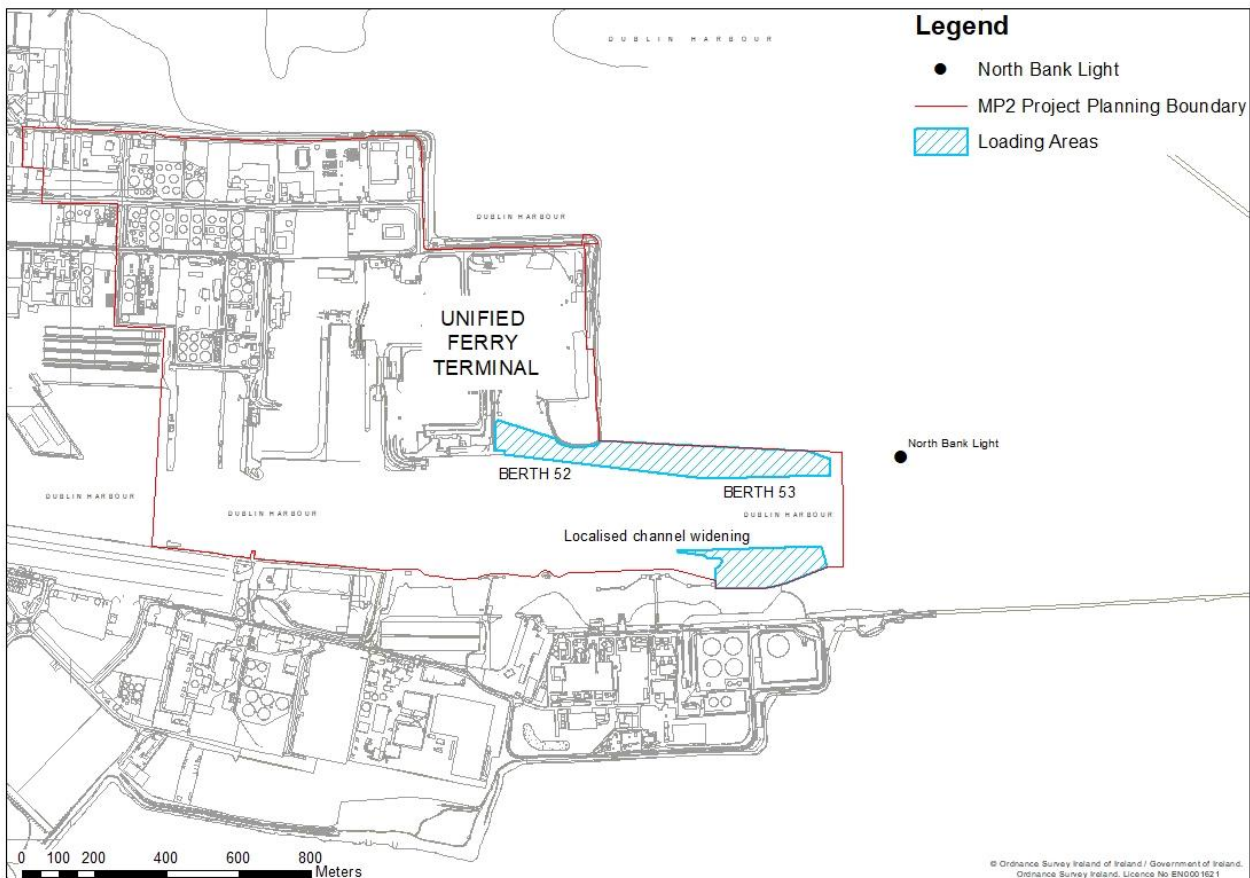 DUBLIN HARBOUR
Legend
North Bank Light
MP2 Project Planning Boundary
Loading Areas
DUBLIN HARBOUR
UNIFIED
FERRY
TERMINAL
North Bank Light
BERTH 52
BERTH 53
DUBLIN HARBOUR
DUBLIN HARBOUR
DUBLIN HARBOUR
Localised channel widening
0 100 200 400 600 800
Meters
© Ordnance Survey Ireland of Ireland / Government of Ireland.
Ordnance Survey Ireland. Licence No EN0001621